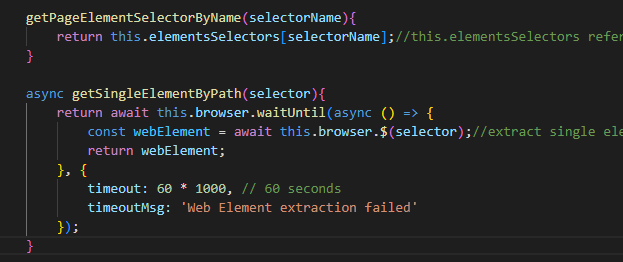 getPageElementSelectorByName(selectorName){
return this.elementsSelectors[selectorName];//this.elementsSelectors refer
}
async getSingleElementByPath(selector){
return await this.browser.waitUntil(async () => {
const webElement = await this.browser.$(selector);//extract single ele
return webElement;
}, {
timeout: 60 * 1000, // 60 seconds
timeoutMsg: 'Web Element extraction failed'
});
}